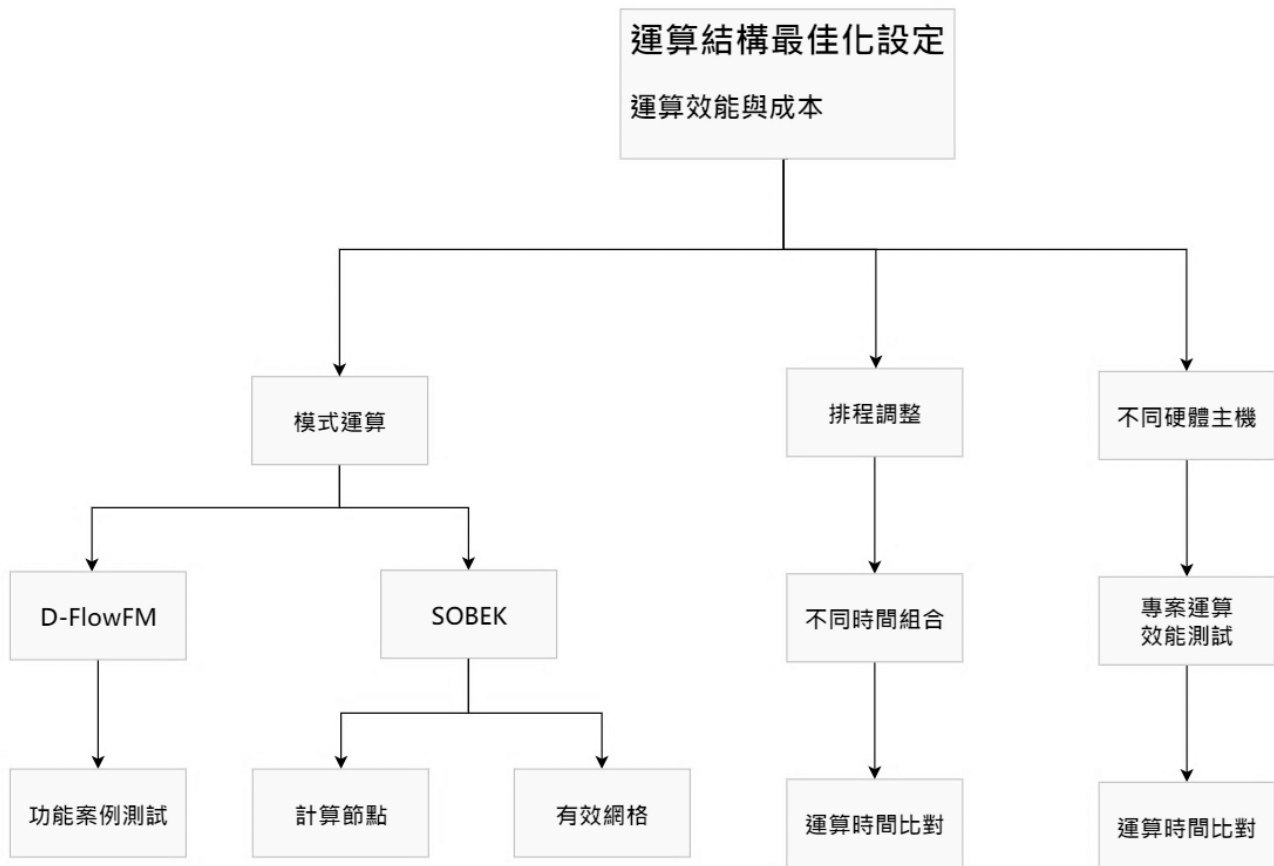 運算結構最佳化設定
運算效能與成本
模式運算
排程調整
不同硬體主機
D-FlowFM
SOBEK
不同時間組合
專案運算
效能測試
功能案例測試
計算節點
有效網格
運算時間比對
運算時間比對